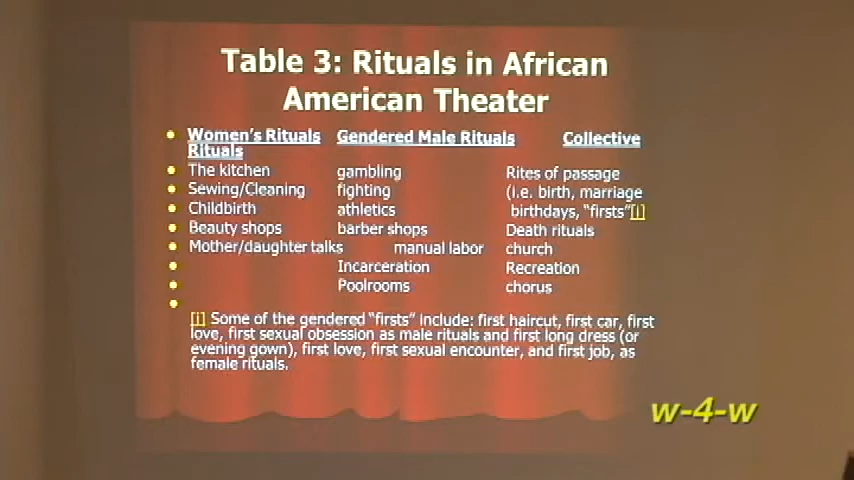 Table 3: Rituals in African
American Theater
Women's Rituals Gendered Male Rituals Collective
Rituals
The kitchen gambling Rites of passage
Sewing/Cleaning fighting (i.e. birth, marriage
Childbirth athletics birthdays, "firsts"[i]
Beauty shops barber shops Death rituals
Mother/daughter talks manual labor church
Incarceration Recreation
Poolrooms chorus
[i] Some of the gendered "firsts" include: first haircut, first car, first
love, first sexual obsession as male rituals and first long dress (or
evening gown), first love, first sexual encounter, and first job, as
female rituals.
w-4-w